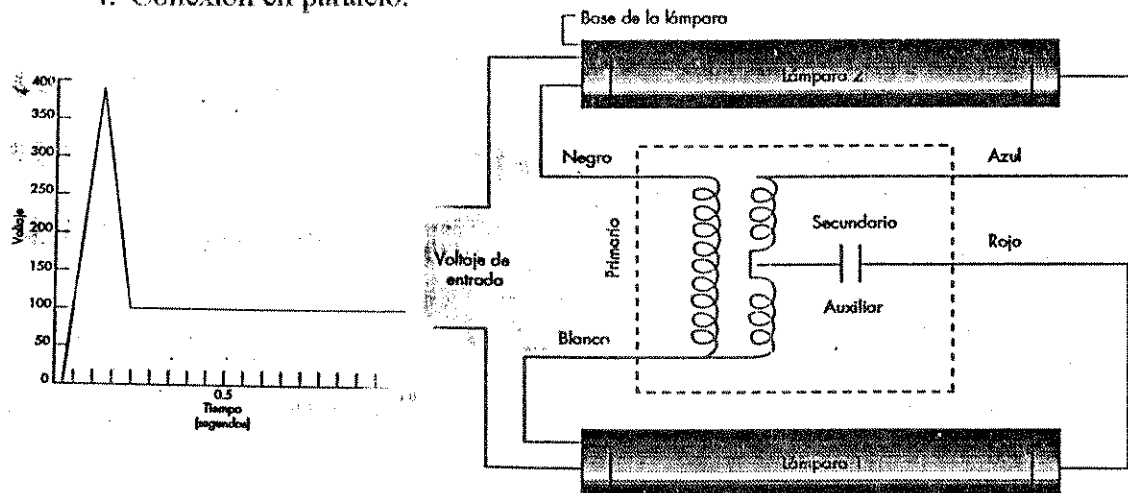 4. Conexión en paralelo.
Base de la lámpara
Lámpara 2
400
350
300
250
200
150
100
50
0
Voltaje
0.5
Tiempo
(segundos)
Negro
Azul
Voltaje de
entrada
Primario
Secundario
Rojo
Auxiliar
Blanco
Lámpara 1